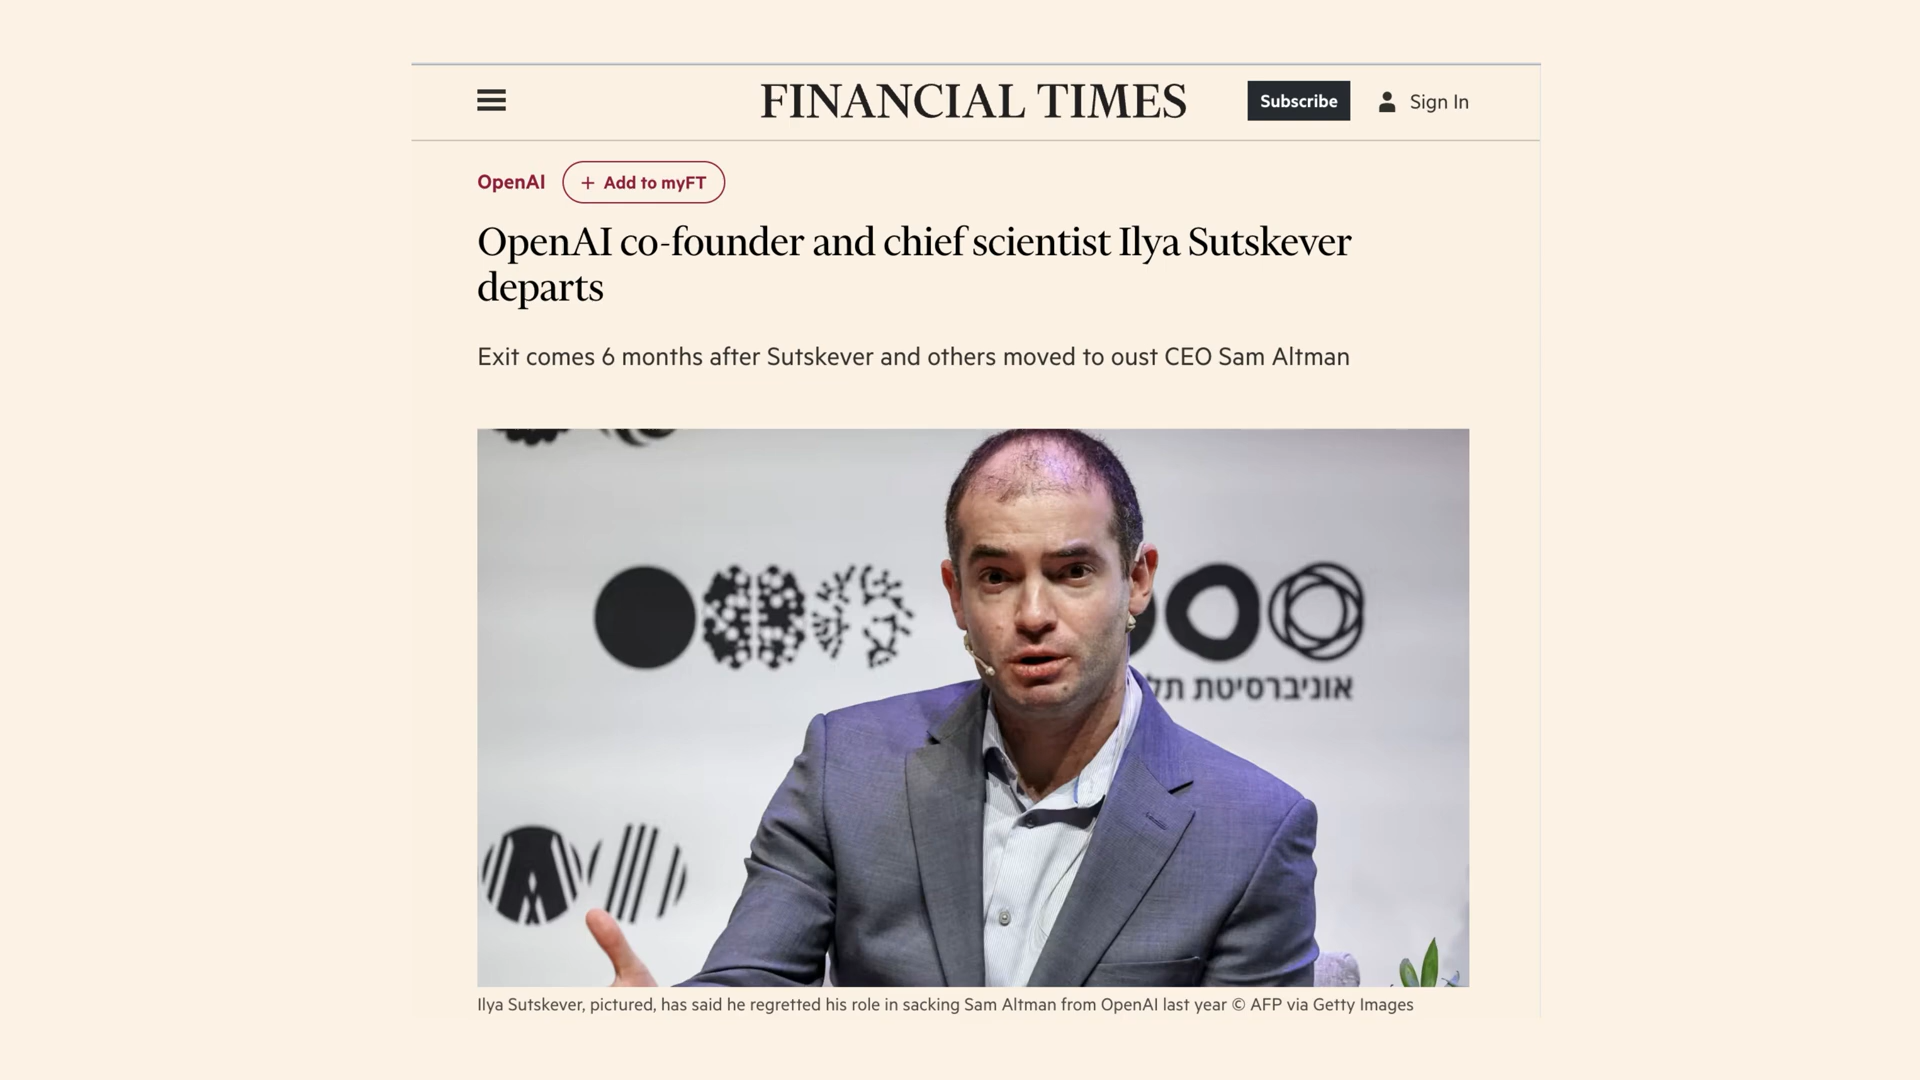 FINANCIAL TIMES
Subscribe
Sign In
OpenAI
+ Add to myFT
OpenAI co-founder and chief scientist Ilya Sutskever
departs
Exit comes 6 months after Sutskever and others moved to oust CEO Sam Altman
אוניברסיטת תל
Ilya Sutskever, pictured, has said he regretted his role in sacking Sam Altman from OpenAI last year © AFP via Getty Images